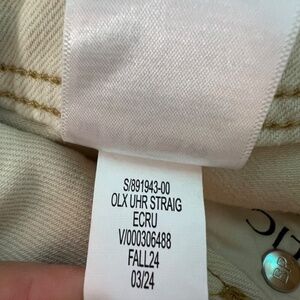 S/891943-00
OLX UHR STRAIG
ECRU
V/000306488
FALL24
03/24